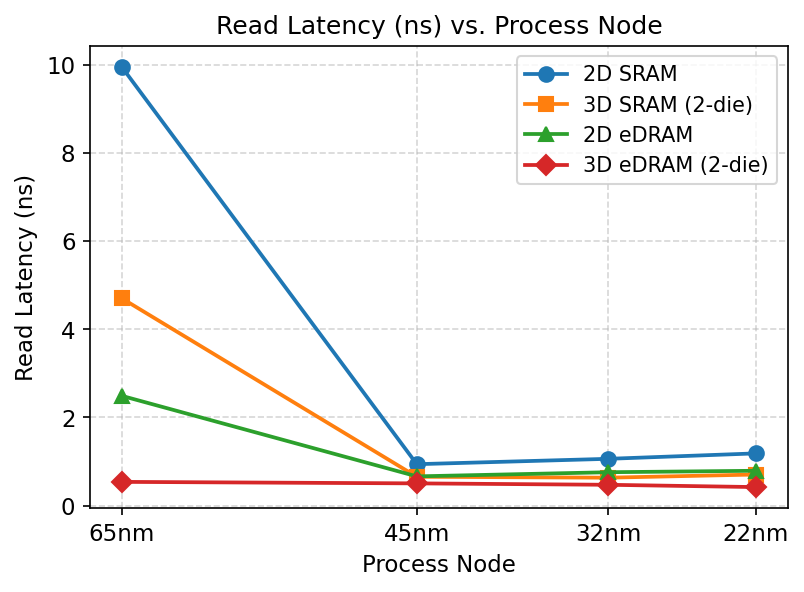 Read Latency (ns) vs. Process Node
10
8
6
4
2
0
Read Latency (ns)
2D SRAM
3D SRAM (2-die)
2D eDRAM
3D eDRAM (2-die)
65nm 45nm 32nm 22nm
Process Node